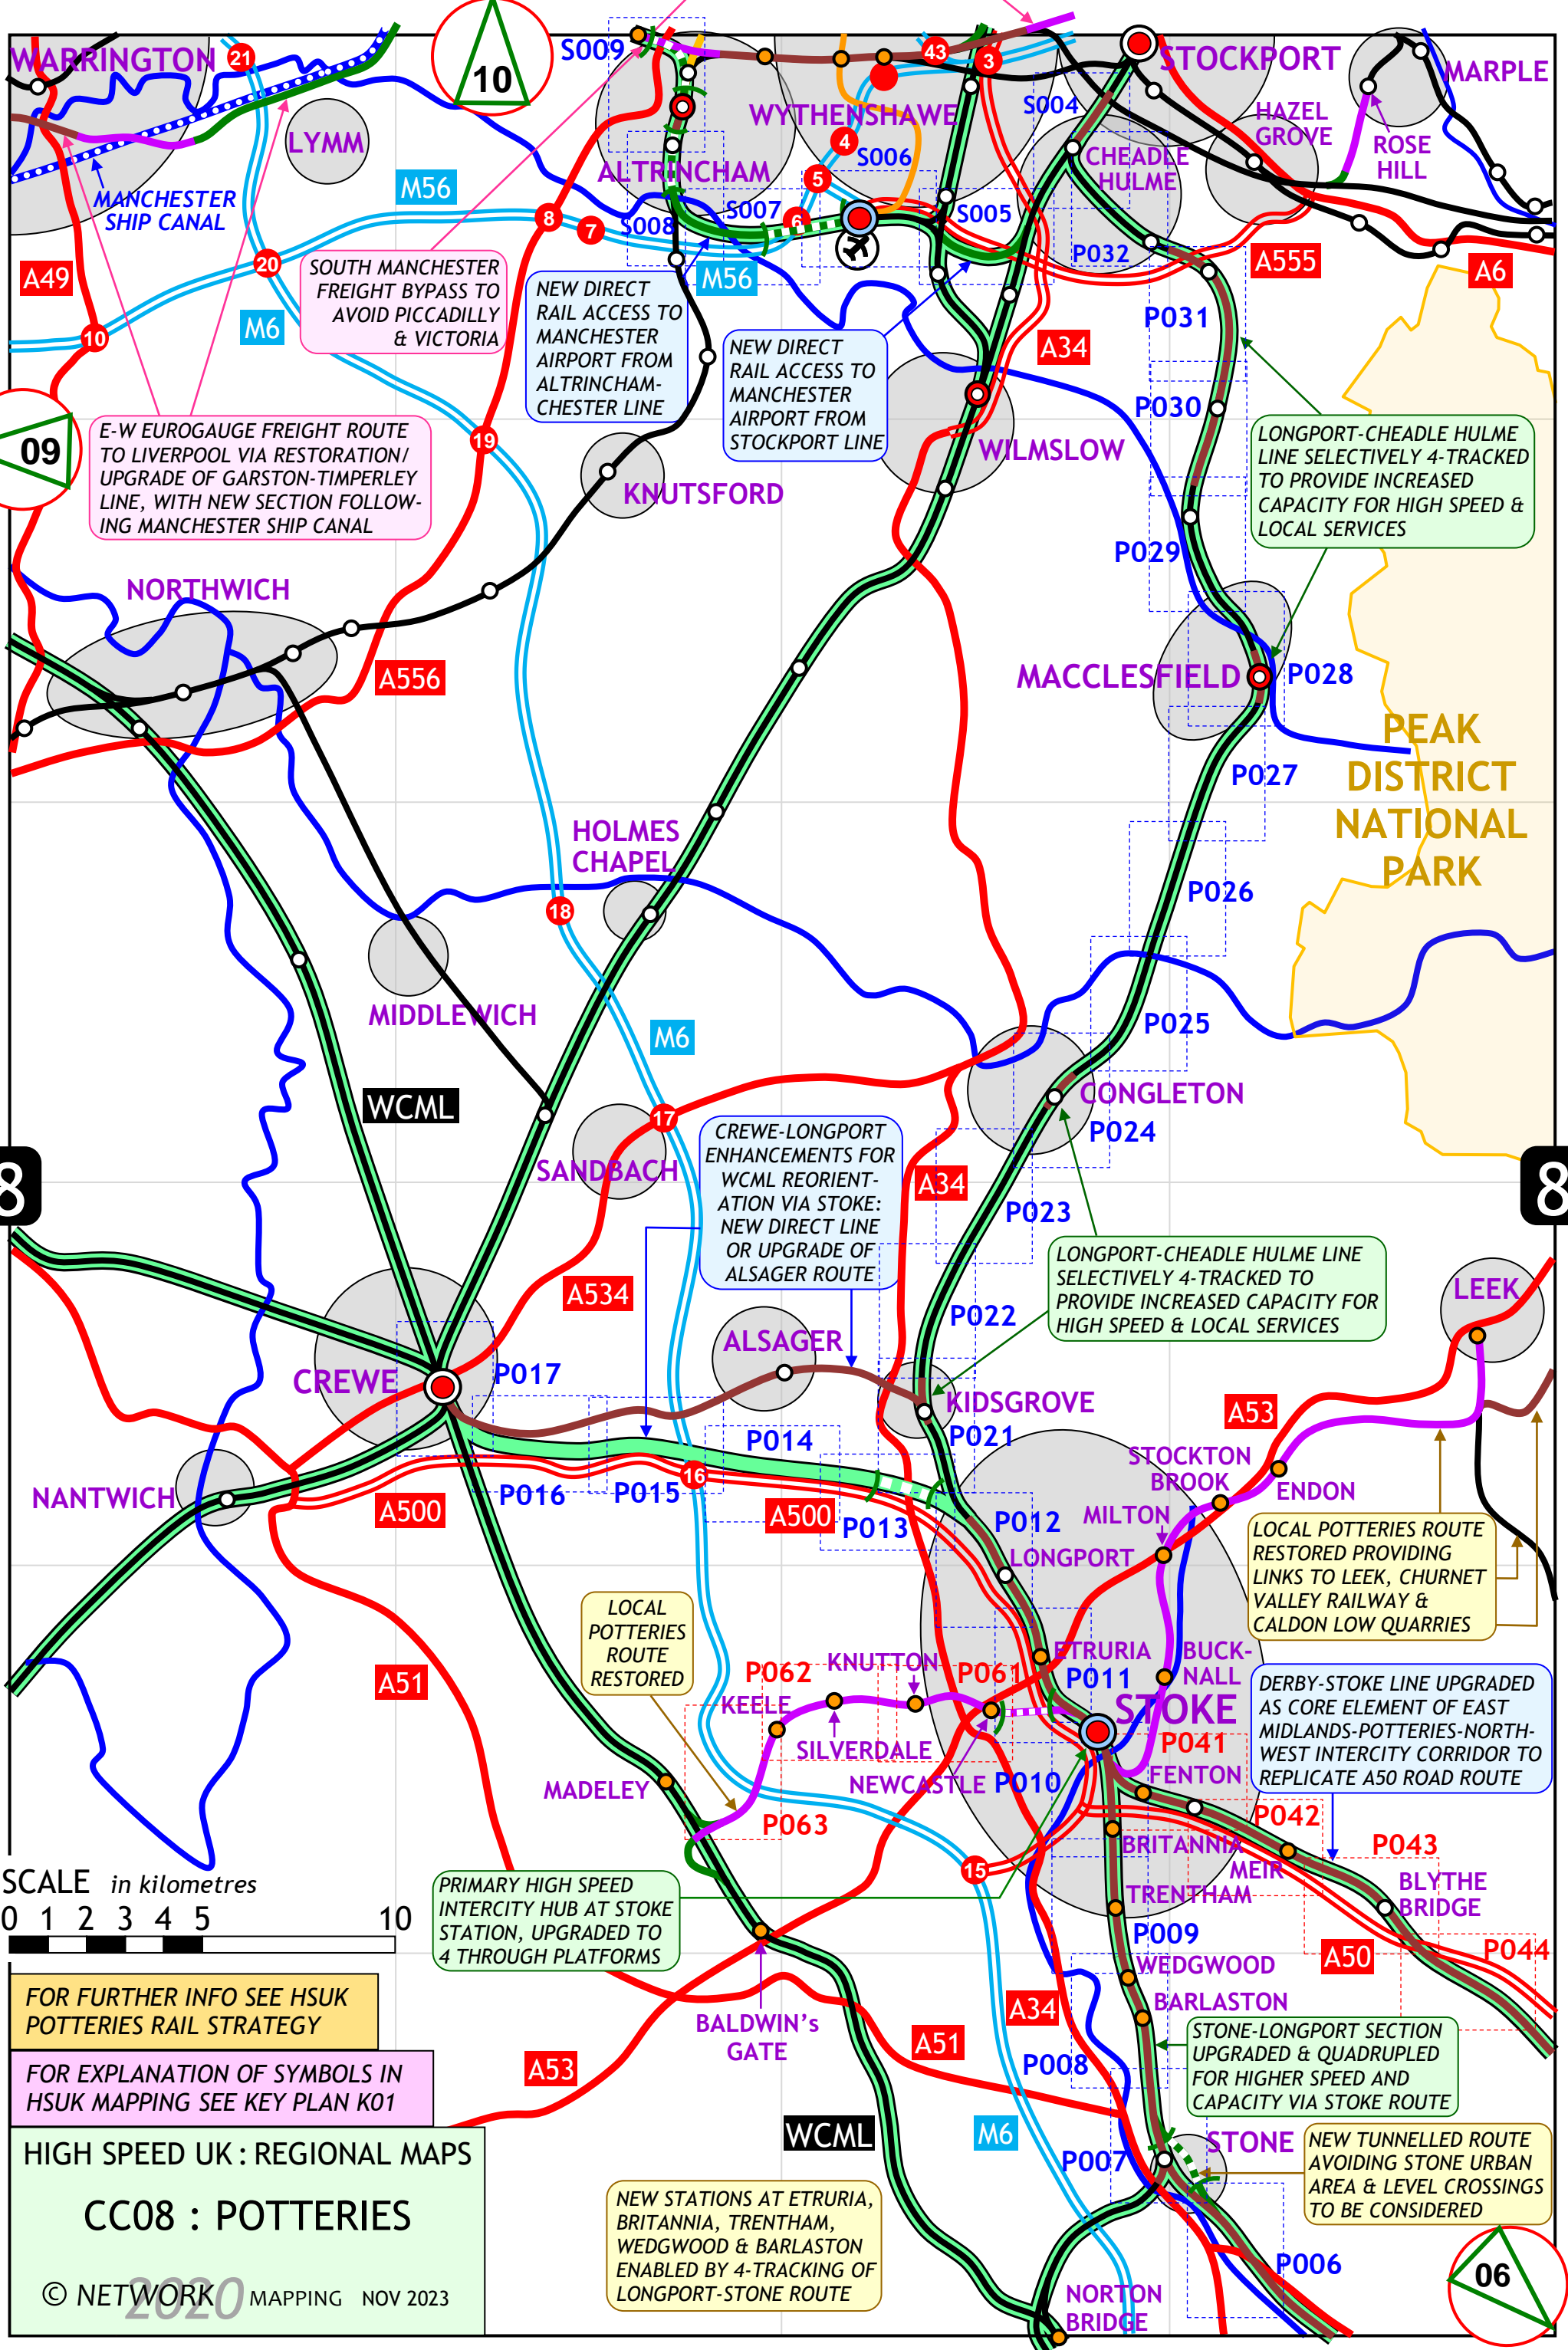 10
S009
43
3
STOCKPORT
MARPLE
WARRINGTON
21
LYMM
WYTHENSHAWE
S004
HAZEL
GROVE
ROSE
HILL
4
S006
CHEADLE
HULME
ALTRINCHAM
5
MANCHESTER
SHIP CANAL
M56
8
7
S008
S007
6
S005
P032
A555
A6
A49
20
SOUTH MANCHESTER
FREIGHT BYPASS TO
AVOID PICCADILLY
& VICTORIA
M56
NEW DIRECT
RAIL ACCESS TO
MANCHESTER
AIRPORT FROM
ALTRINCHAM-
CHESTER LINE
P031
10
M6
NEW DIRECT
RAIL ACCESS TO
MANCHESTER
AIRPORT FROM
STOCKPORT LINE
A34
P030
09
E-W EUROGAUGE FREIGHT ROUTE
TO LIVERPOOL VIA RESTORATION/
UPGRADE OF GARSTON-TIMPERLEY
LINE, WITH NEW SECTION FOLLOW-
ING MANCHESTER SHIP CANAL
19
WILMSLOW
LONGPORT-CHEADLE HULME
LINE SELECTIVELY 4-TRACKED
TO PROVIDE INCREASED
CAPACITY FOR HIGH SPEED &
LOCAL SERVICES
KNUTSFORD
P029
NORTHWICH
A556
MACCLESFIELD
P028
PEAK
DISTRICT
NATIONAL
PARK
P027
HOLMES
CHAPEL
P026
18
MIDDLEWICH
M6
P025
WCML
17
CONGLETON
P024
CREWE-LONGPORT
ENHANCEMENTS FOR
WCML REORIENT-
ATION VIA STOKE:
NEW DIRECT LINE
OR UPGRADE OF
ALSAGER ROUTE
SANDBACH
A34
8
8
P023
LONGPORT-CHEADLE HULME LINE
SELECTIVELY 4-TRACKED TO
PROVIDE INCREASED CAPACITY FOR
HIGH SPEED & LOCAL SERVICES
A534
LEEK
P022
ALSAGER
CREWE
P017
KIDSGROVE
A53
P021
P014
STOCKTON
BROOK
ENDON
NANTWICH
16
P016
P015
A500
A500
P013
P012
MILTON
LOCAL POTTERIES ROUTE
RESTORED PROVIDING
LINKS TO LEEK, CHURNET
VALLEY RAILWAY &
CALDON LOW QUARRIES
LONGPORT
LOCAL
POTTERIES
ROUTE
RESTORED
ETRURIA
BUCK-
NALL
KNUTTON
P061
P011
P062
A51
KEELE
STOKE
DERBY-STOKE LINE UPGRADED
AS CORE ELEMENT OF EAST
MIDLANDS-POTTERIES-NORTH-
WEST INTERCITY CORRIDOR TO
REPLICATE A50 ROAD ROUTE
SILVERDALE
P041
FENTON
MADELEY
NEWCASTLE
P010
P063
P042
BRITANNIA
P043
MEIR
15
BLYTHE
BRIDGE
SCALE in kilometres
0 1 2 3 4 5 10
PRIMARY HIGH SPEED
INTERCITY HUB AT STOKE
STATION, UPGRADED TO
4 THROUGH PLATFORMS
TRENTHAM
P009
A50
P044
WEDGWOOD
FOR FURTHER INFO SEE HSUK
POTTERIES RAIL STRATEGY
BALDWIN's
GATE
A34
BARLASTON
A51
STONE-LONGPORT SECTION
UPGRADED & QUADRUPLED
FOR HIGHER SPEED AND
CAPACITY VIA STOKE ROUTE
A53
P008
FOR EXPLANATION OF SYMBOLS IN
HSUK MAPPING SEE KEY PLAN K01
WCML
M6
P007
STONE
NEW TUNNELLED ROUTE
AVOIDING STONE URBAN
AREA & LEVEL CROSSINGS
TO BE CONSIDERED
HIGH SPEED UK : REGIONAL MAPS
CC08 : POTTERIES
NEW STATIONS AT ETRURIA,
BRITANNIA, TRENTHAM,
WEDGWOOD & BARLASTON
ENABLED BY 4-TRACKING OF
LONGPORT-STONE ROUTE
P006
06
© NETWORK 2020 MAPPING NOV 2023
NORTON
BRIDGE